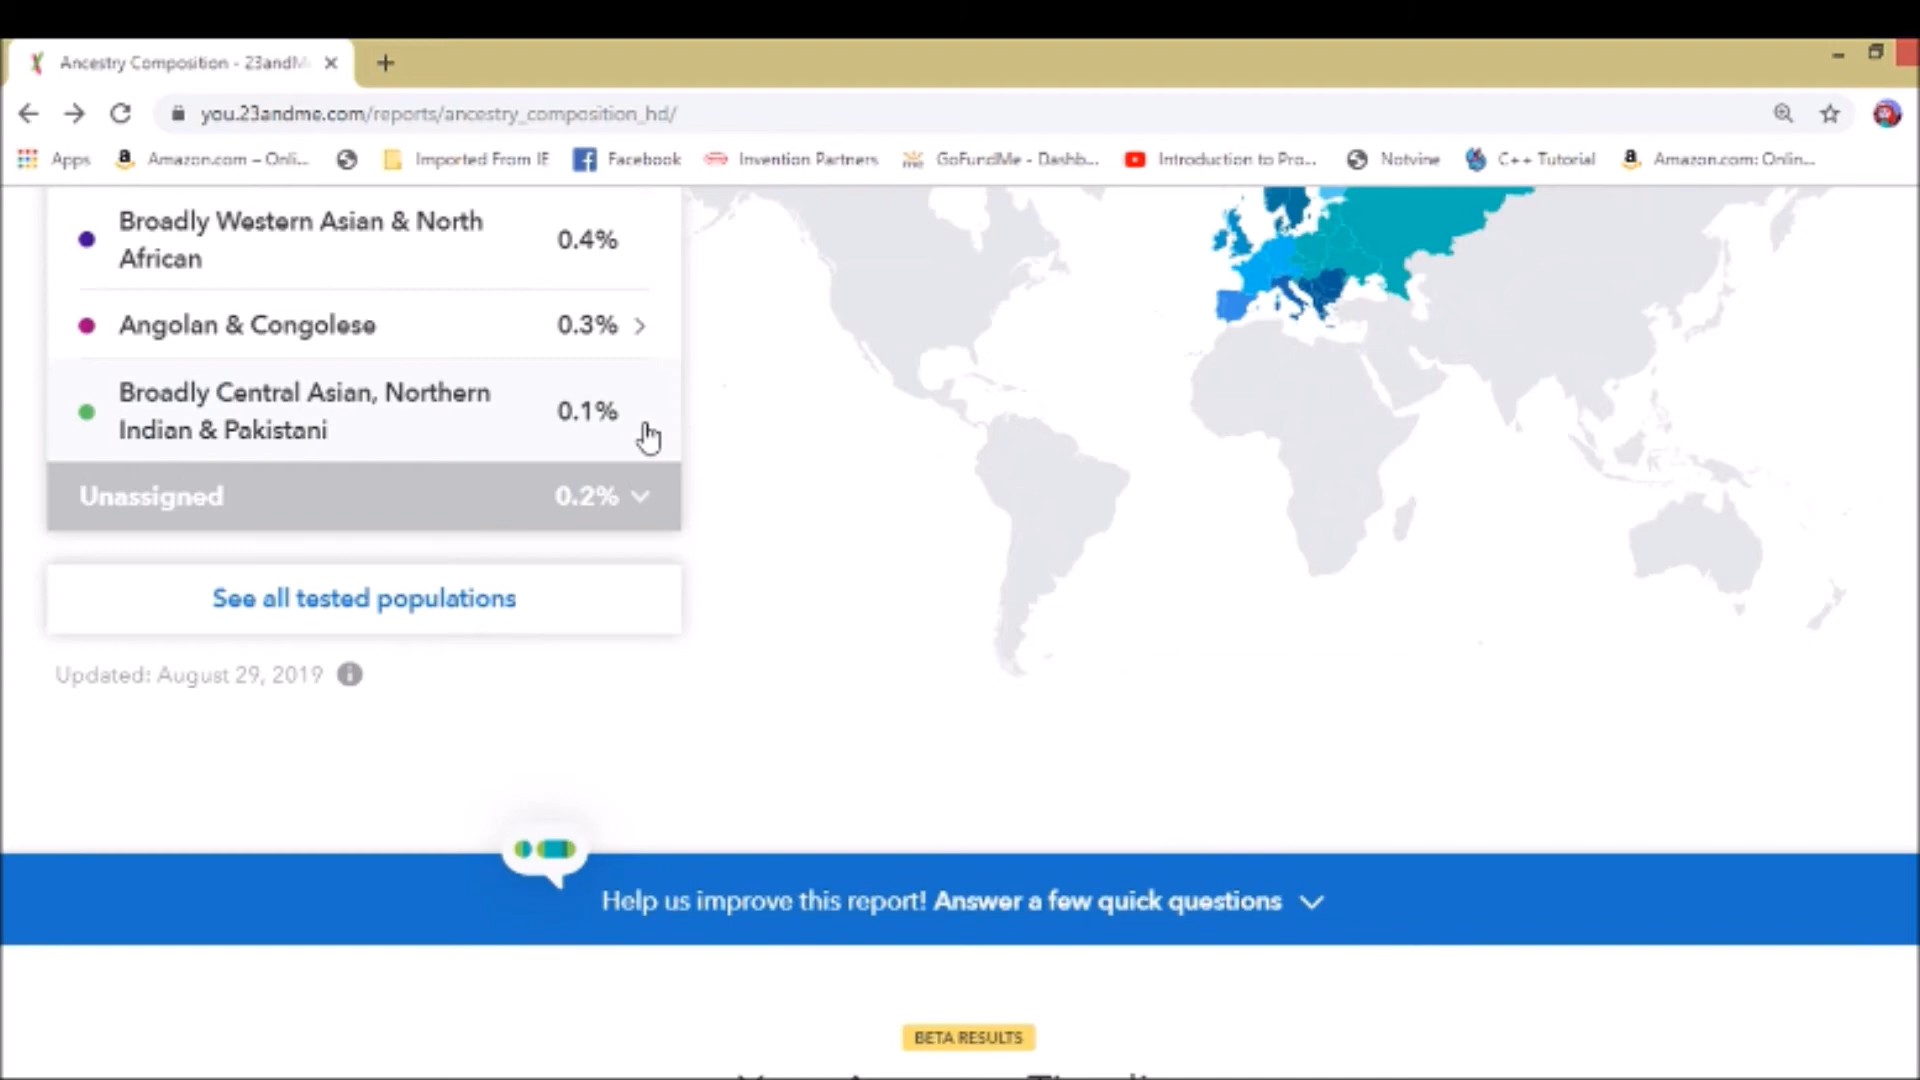 Ancestry Composition - 23andM
you.23andme.com/reports/ancestry_composition_hd/
Apps Amazon.com – Onli... Imported From IE Facebook Invention Partners GoFundMe - Dashb... Introduction to Pro... Notvine C++ Tutorial Amazon.com: Onlin...
Broadly Western Asian & North
African
0.4%
Angolan & Congolese 0.3%
Broadly Central Asian, Northern
Indian & Pakistani
0.1%
Unassigned 0.2%
See all tested populations
Updated: August 29, 2019
Help us improve this report! Answer a few quick questions
BETA RESULTS